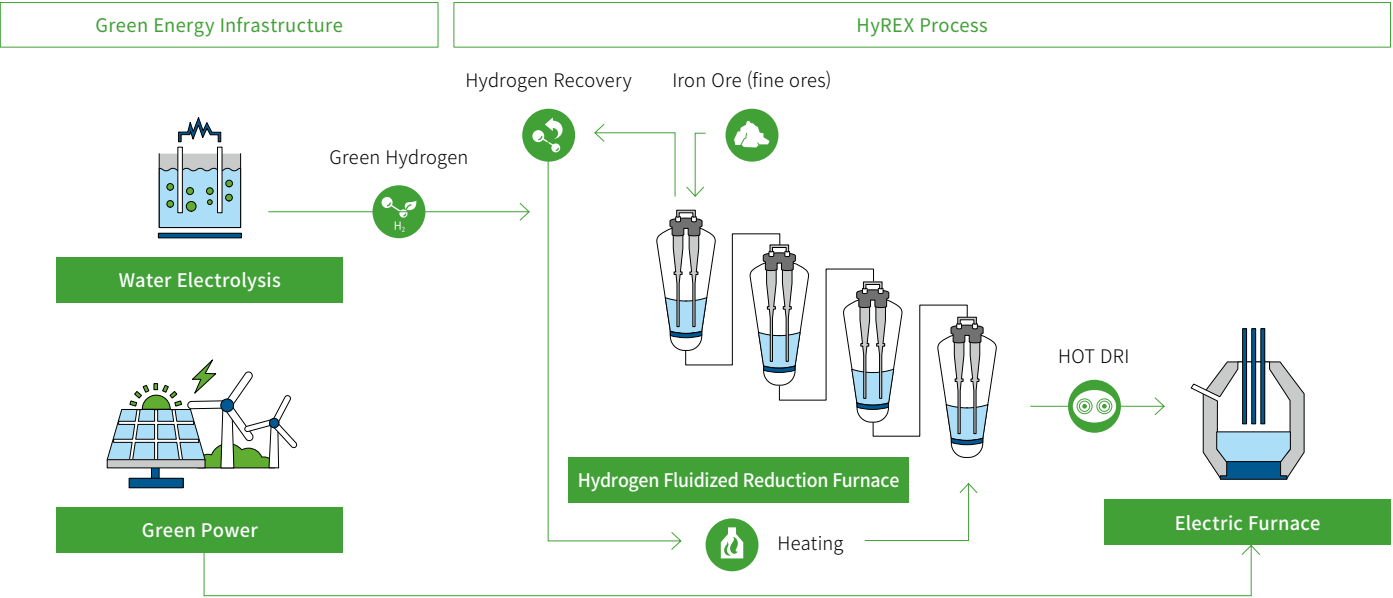 Green Energy Infrastructure
HyREX Process
Hydrogen Recovery
Iron Ore (fine ores)
Green Hydrogen
H₂
Water Electrolysis
HOT DRI
Hydrogen Fluidized Reduction Furnace
Green Power
Electric Furnace
Heating